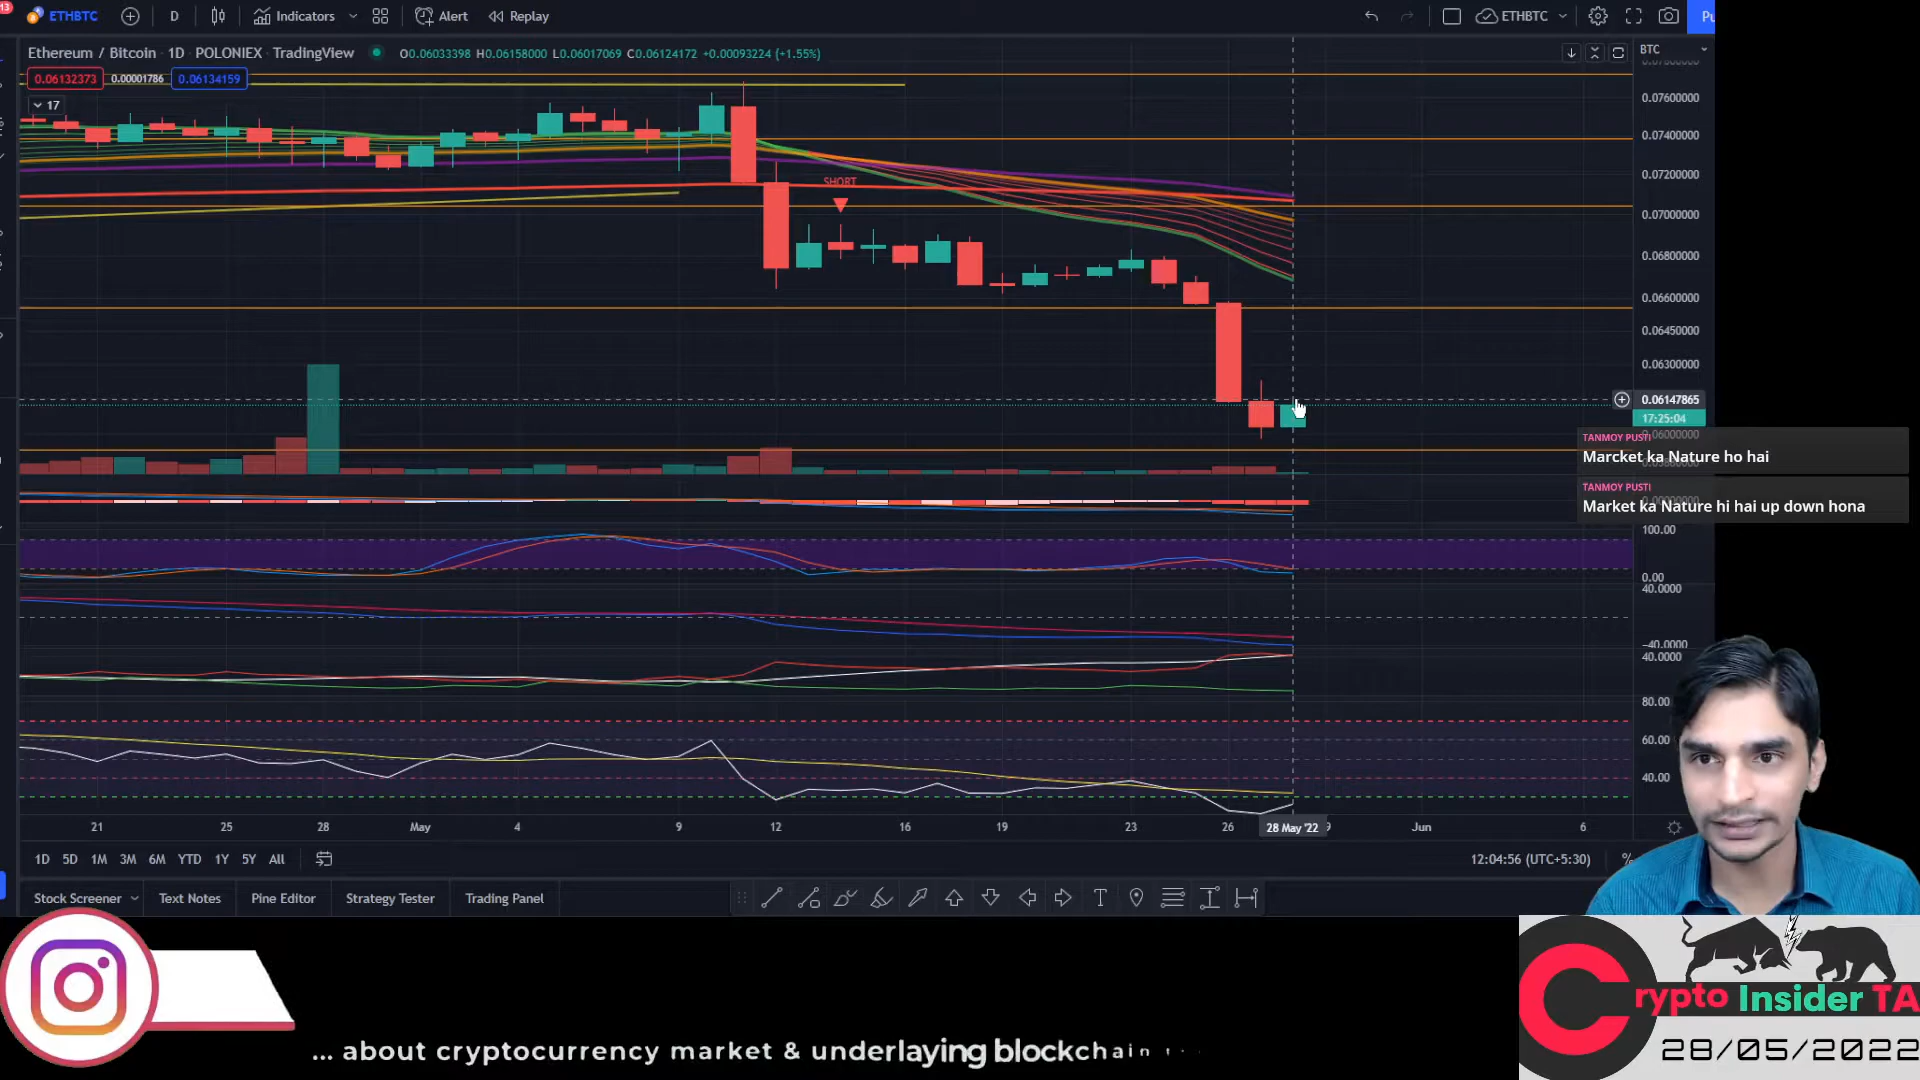 13
ETHBTC
D
Indicators
Alert
Replay
ETHBTC
Pu
Ethereum / Bitcoin · 1D · POLONIEX · TradingView
O0.06033398 H0.06158000 L0.06017069 C0.06124172 +0.00093224 (+1.55%)
BTC
0.06132373
0.00001786
0.06134159
17
0.07600000
0.07400000
0.07200000
SHORT
0.07000000
0.06800000
0.06600000
0.06450000
0.06300000
0.06147865
17:25:04
0.06000000
TANMOY PUSTI
Marcket ka Nature ho hai
TANMOY PUSTI
Market ka Nature hi hai up down hona
100.00
0.00
40.0000
-40.0000
40.0000
80.00
60.00
40.00
21
25
28
May
4
9
12
16
19
23
26
28 May '22
9
Jun
6
1D
5D
1M
3M
6M
YTD
1Y
5Y
All
12:04:56 (UTC+5:30)
%
Stock Screener
Text Notes
Pine Editor
Strategy Tester
Trading Panel
Crypto Insider TA
... about cryptocurrency market & underlaying blockchain
28/05/2022